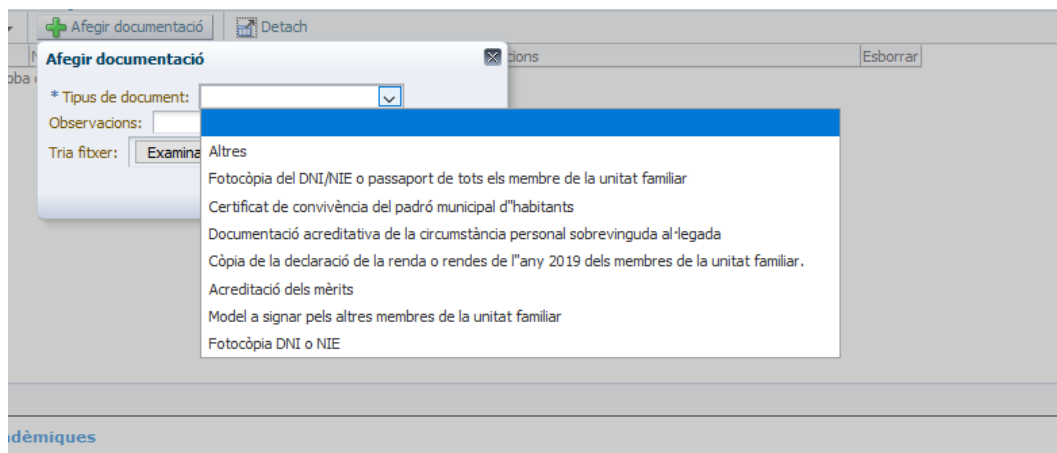 Afegir documentació Detach
Afegir documentació cions Esborrar
oba
* Tipus de document:
Observacions:
Tria fitxer: Examina
Altres
Fotocòpia del DNI/NIE o passaport de tots els membre de la unitat familiar
Certificat de convivència del padró municipal d"habitants
Documentació acreditativa de la circumstància personal sobrevinguda al·legada
Còpia de la declaració de la renda o rendes de l"any 2019 dels membres de la unitat familiar.
Acreditació dels mèrits
Model a signar pels altres membres de la unitat familiar
Fotocòpia DNI o NIE
dèmiques